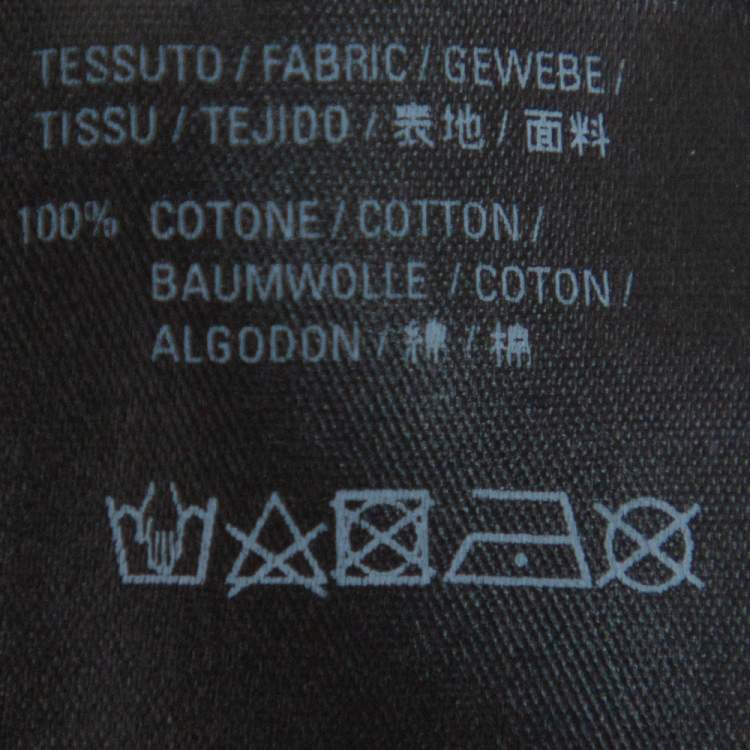 TESSUTO / FABRIC / GEWEBE /
TISSU / TEJIDO / 表地 / 面料
100% COTONE / COTTON /
BAUMWOLLE / COTON /
ALGODON / 綿 / 棉